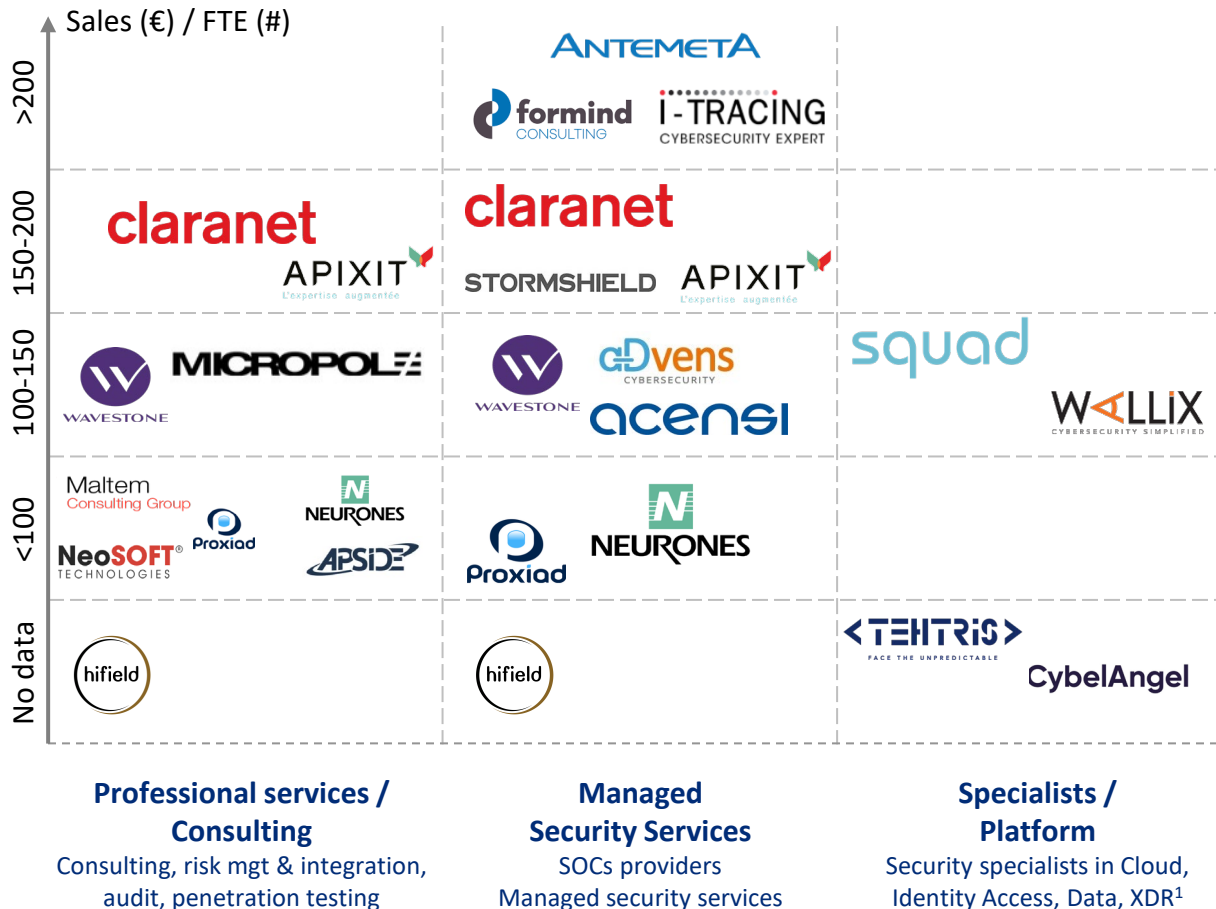 Sales (€) / FTE (#)
>200
ANTEMETA
formind
CONSULTING
I-TRACING
CYBERSECURITY EXPERT
150-200
claranet
APIXIT
L'expertise augmentée
claranet
STORMSHIELD
APIXIT
L'expertise augmentée
100-150
WAVESTONE
MICROPOLE
WAVESTONE
aDvens
CYBERSECURITY
acensi
squad
WALLIX
CYBERSECURITY SIMPLIFIED
<100
Maltem
Consulting Group
Proxiad
N
NEURONES
NeoSOFT®
TECHNOLOGIES
APSIDE
Proxiad
N
NEURONES
No data
hifield
hifield
<TEHTRIS>
FACE THE UNPREDICTABLE
CybelAngel
Professional services /
Consulting
Consulting, risk mgt & integration,
audit, penetration testing
Managed
Security Services
SOCs providers
Managed security services
Specialists /
Platform
Security specialists in Cloud,
Identity Access, Data, XDR¹